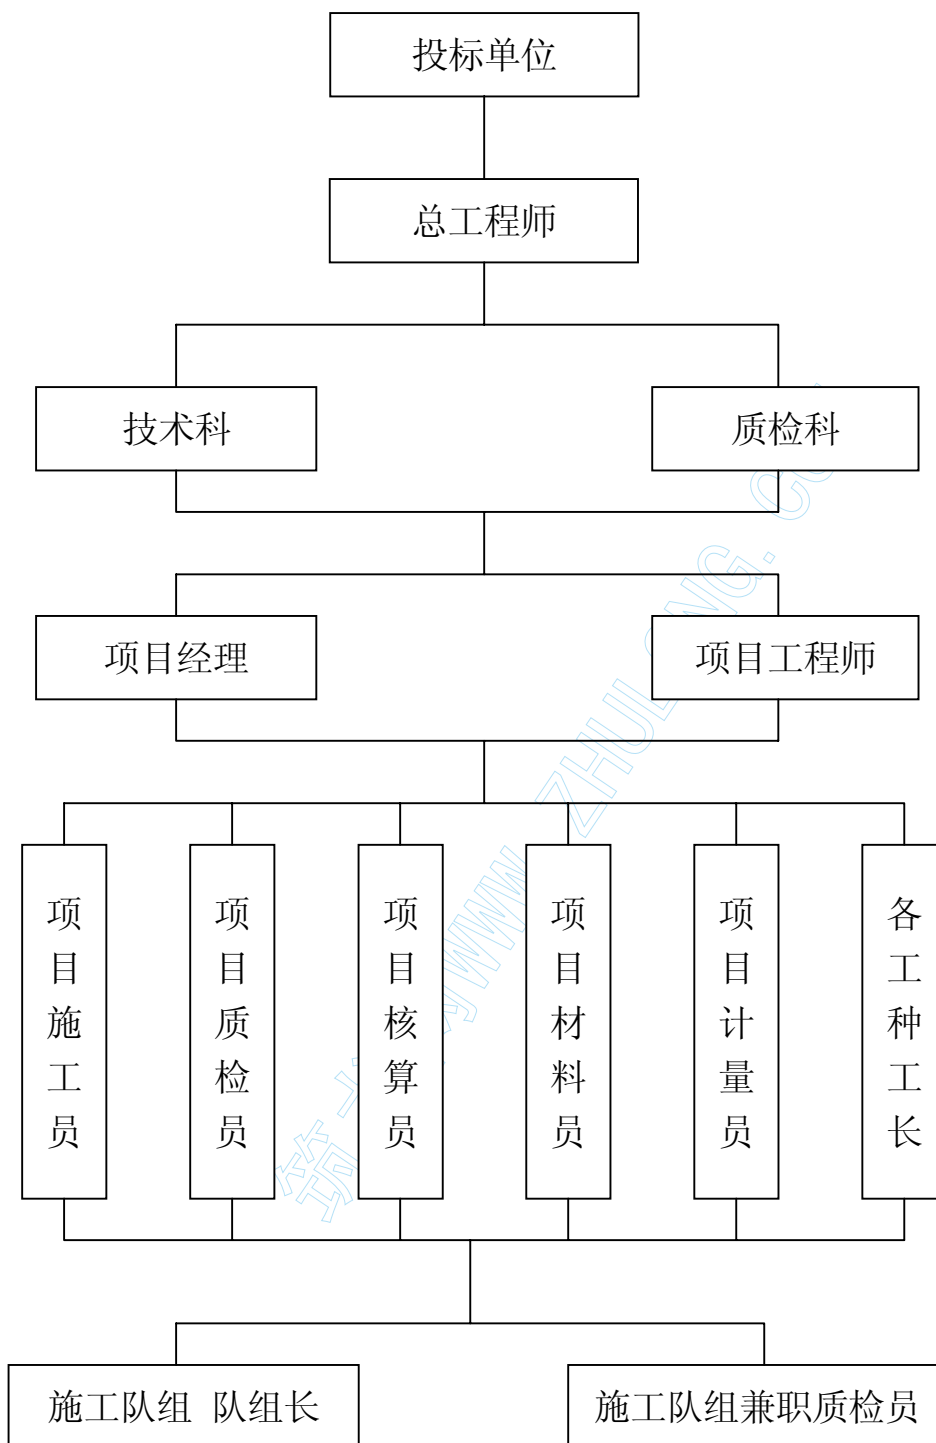 投标单位
总工程师
技术科
质检科
项目经理
项目工程师
项目施工员
项目质检员
项目核算员
项目材料员
项目计量员
各工种工长
施工队组 队组长
施工队组兼职质检员